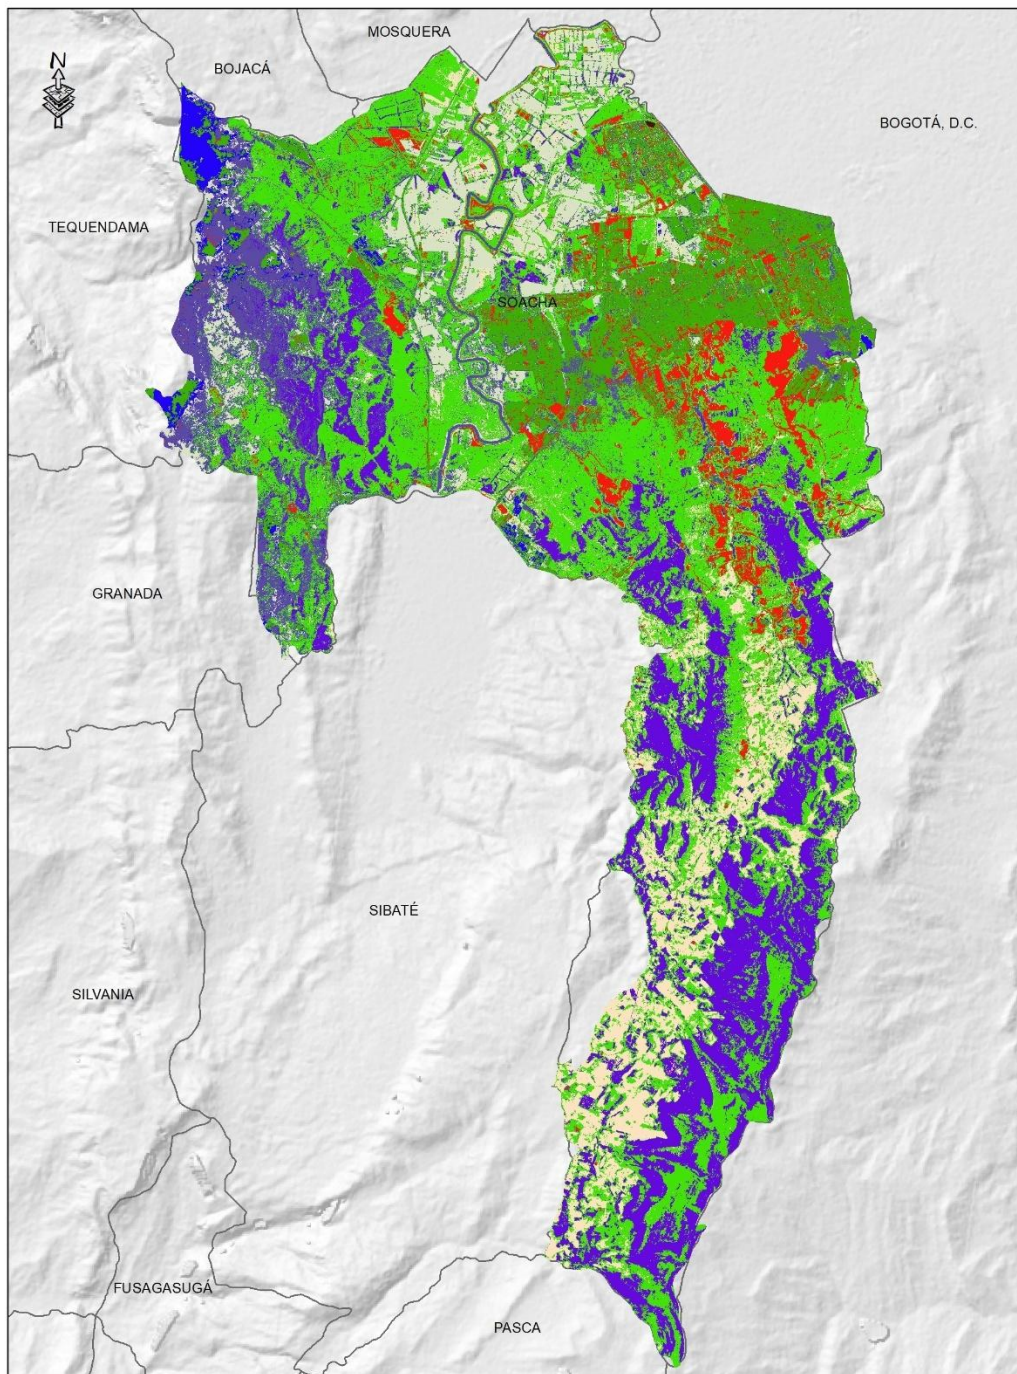 MOSQUERA
N
BOJACÁ
BOGOTÁ, D.C.
TEQUENDAMA
SOACHA
GRANADA
SIBATÉ
SILVANIA
FUSAGASUGÁ
PASCA